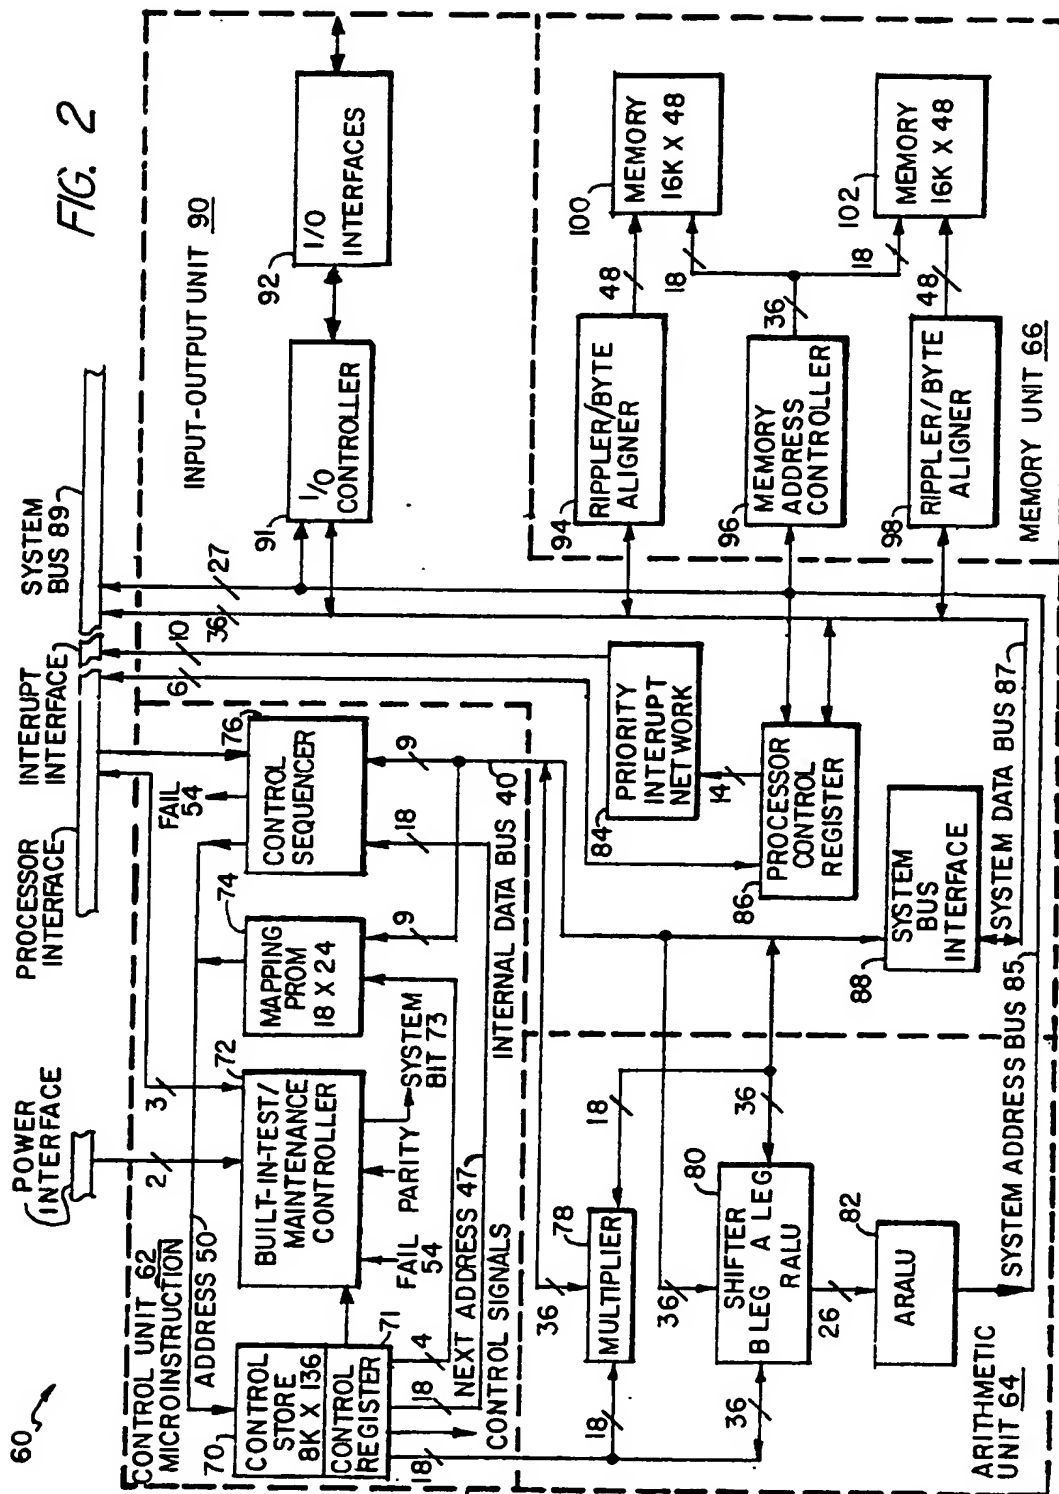 FIG. 2
60
POWER
INTERFACE
PROCESSOR
INTERFACE
INTERUPT
INTERFACE
SYSTEM
BUS 89
CONTROL UNIT 62
MICROINSTRUCTION
ADDRESS 50
2
3
6
10
36
27
INPUT-OUTPUT UNIT 90
70
CONTROL
STORE
8K X 136
CONTROL
REGISTER
71
72
BUILT-IN-TEST/
MAINTENANCE
CONTROLLER
FAIL
54
PARITY
SYSTEM
BIT 73
74
MAPPING
PROM
18 X 24
76
CONTROL
SEQUENCER
FAIL
54
9
18
9
4
18
18
NEXT ADDRESS 47
CONTROL SIGNALS
INTERNAL DATA BUS 40
91
I/O
CONTROLLER
92
I/O
INTERFACES
84
PRIORITY
INTERUPT
NETWORK
14
86
PROCESSOR
CONTROL
REGISTER
88
SYSTEM
BUS
INTERFACE
SYSTEM DATA BUS 87
SYSTEM ADDRESS BUS 85
36
78
MULTIPLIER
18
18
36
36
80
SHIFTER
B LEG A LEG
RALU
36
26
82
ARALU
ARITHMETIC
UNIT 64
94
RIPPLER/BYTE
ALIGNER
48
100
MEMORY
16K X 48
18
96
MEMORY
ADDRESS
CONTROLLER
36
18
102
MEMORY
16K X 48
98
RIPPLER/BYTE
ALIGNER
48
MEMORY UNIT 66